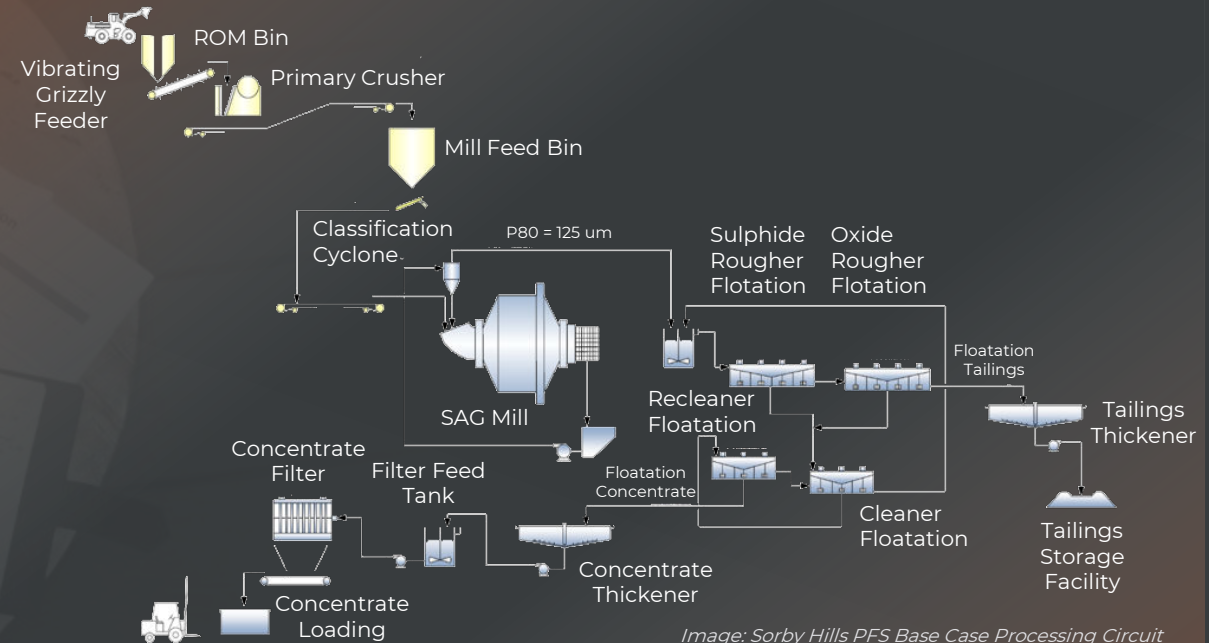 ROM Bin
Vibrating
Grizzly
Feeder
Primary Crusher
Mill Feed Bin
Classification
Cyclone
P80 = 125 um
Sulphide
Rougher
Flotation
Oxide
Rougher
Flotation
Floatation
Tailings
SAG Mill
Recleaner
Floatation
Tailings
Thickener
Concentrate
Filter
Filter Feed
Tank
Floatation
Concentrate
Cleaner
Floatation
Tailings
Storage
Facility
Concentrate
Thickener
Concentrate
Loading
Image: Sorby Hills PFS Base Case Processing Circuit